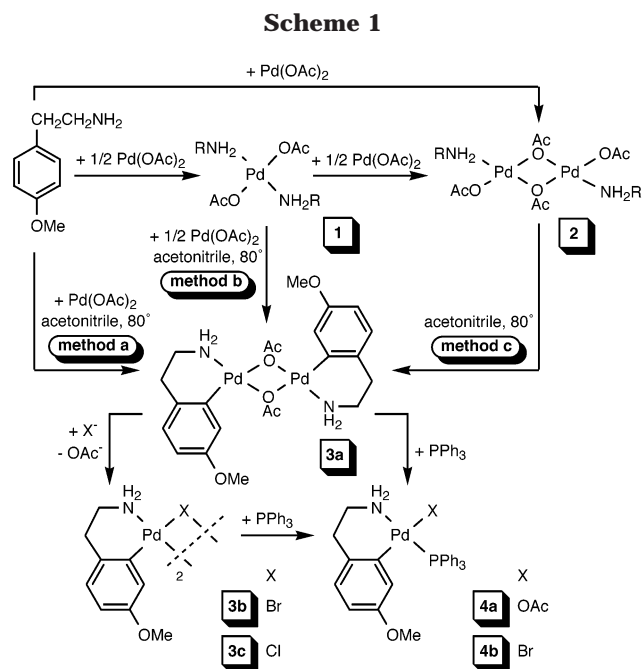 Scheme 1
+ Pd(OAc)2
CH2CH2NH2
OMe
+ 1/2 Pd(OAc)2
RNH2
OAc
Pd
AcO
NH2R
1
+ 1/2 Pd(OAc)2
RNH2
Ac
O
OAc
Pd
Pd
AcO
O
Ac
NH2R
2
+ Pd(OAc)2
acetonitrile, 80°
method a
+ 1/2 Pd(OAc)2
acetonitrile, 80°
method b
acetonitrile, 80°
method c
MeO
H2
N
Ac
O
Pd
Pd
O
Ac
N
H2
OMe
3a
+ X-
- OAc-
+ PPh3
H2
N
X
Pd
2
OMe
+ PPh3
H2
N
X
Pd
PPh3
OMe
X
3b Br
3c Cl
X
4a OAc
4b Br